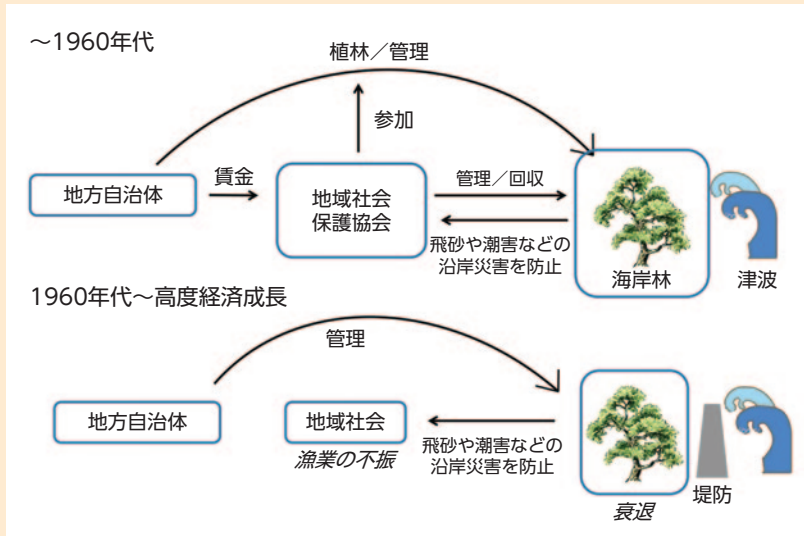 ～1960年代
植林／管理
参加
地方自治体
賃金
地域社会
保護協会
管理／回収
飛砂や潮害などの
沿岸災害を防止
海岸林
津波
1960年代～高度経済成長
管理
地方自治体
地域社会
漁業の不振
飛砂や潮害などの
沿岸災害を防止
衰退
堤防